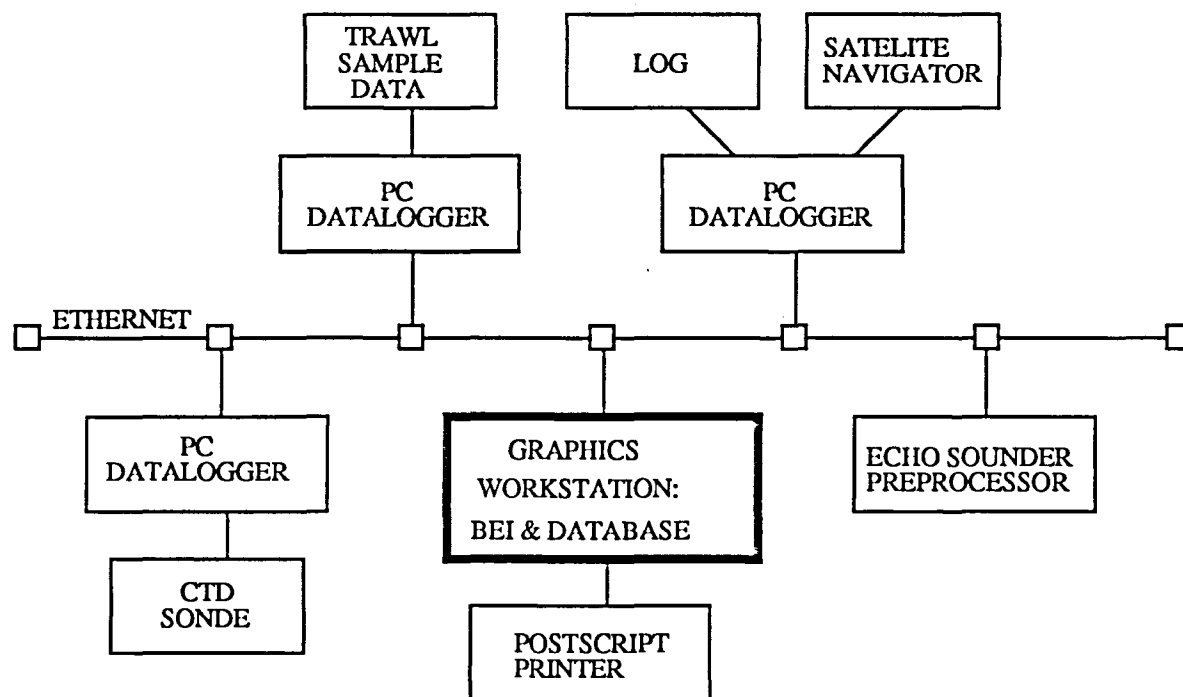 TRAWL
SAMPLE
DATA
LOG
SATELITE
NAVIGATOR
PC
DATALOGGER
PC
DATALOGGER
ETHERNET
PC
DATALOGGER
GRAPHICS
WORKSTATION:
BEI & DATABASE
ECHO SOUNDER
PREPROCESSOR
CTD
SONDE
POSTSCRIPT
PRINTER